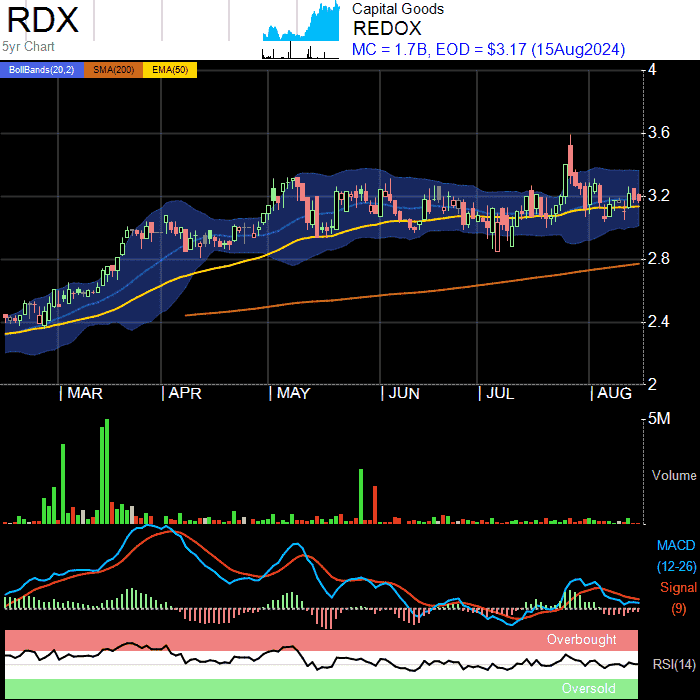 RDX
5yr Chart
Capital Goods
REDOX
MC = 1.7B, EOD = $3.17 (15Aug2024)
BollBands(20,2) SMA(200) EMA(50)
4
3.6
3.2
2.8
2.4
2
MAR APR MAY JUN JUL AUG
5M
Volume
MACD
(12-26)
Signal
(9)
Overbought
RSI(14)
Oversold